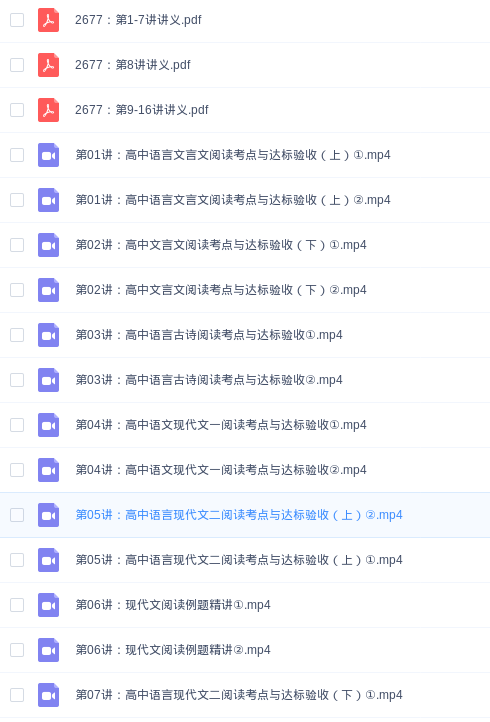 2677：第1-7讲讲义.pdf
2677：第8讲讲义.pdf
2677：第9-16讲讲义.pdf
第01讲：高中语言文言文阅读考点与达标验收（上）①.mp4
第01讲：高中语言文言文阅读考点与达标验收（上）②.mp4
第02讲：高中文言文阅读考点与达标验收（下）①.mp4
第02讲：高中文言文阅读考点与达标验收（下）②.mp4
第03讲：高中语言古诗阅读考点与达标验收①.mp4
第03讲：高中语言古诗阅读考点与达标验收②.mp4
第04讲：高中语文现代文一阅读考点与达标验收①.mp4
第04讲：高中语文现代文一阅读考点与达标验收②.mp4
第05讲：高中语言现代文二阅读考点与达标验收（上）②.mp4
第05讲：高中语言现代文二阅读考点与达标验收（上）①.mp4
第06讲：现代文阅读例题精讲①.mp4
第06讲：现代文阅读例题精讲②.mp4
第07讲：高中语言现代文二阅读考点与达标验收（下）①.mp4